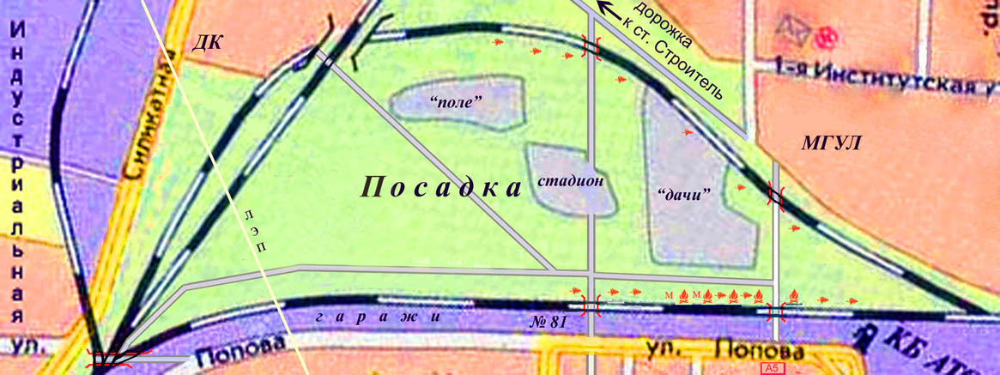 Индустриальная
ДК
Силикатная
дорожка
к ст. Строитель
1-я Институтская у
МГУЛ
“поле”
Посадка
стадион
“дачи”
ЛЭП
М
М
гаражи
№ 81
ул.
Попова
ул. Попова
КБ АТО
А5